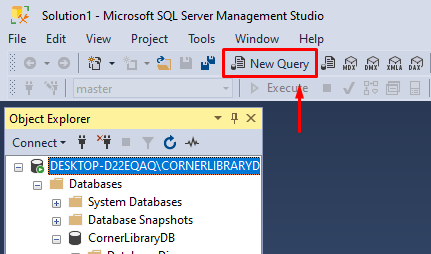 Solution1 - Microsoft SQL Server Management Studio
File Edit View Project Tools Window Help
New Query MDX DMX XMLA DAX
master Execute
Object Explorer
Connect
DESKTOP-D22EQAQ\CORNERLIBRARYD
Databases
System Databases
Database Snapshots
CornerLibraryDB